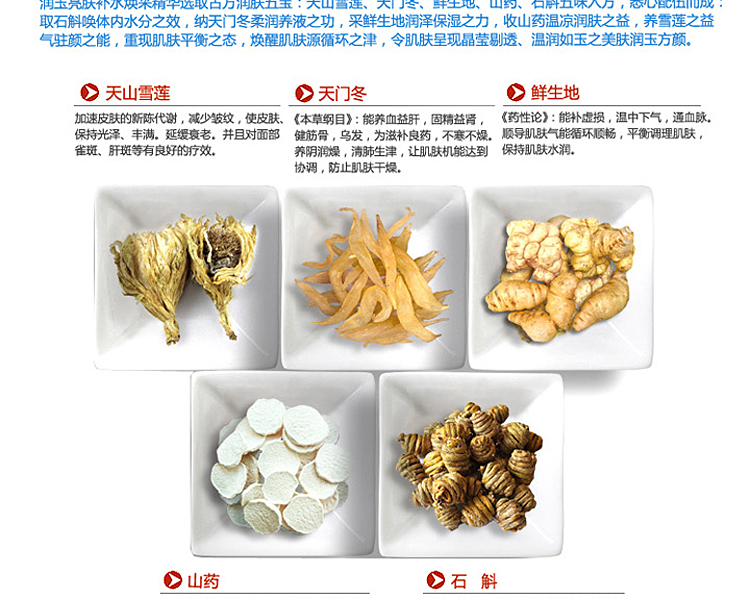 润玉亮肤补水焕采精华选取古方润肤五宝：天山雪莲、天门冬、鲜生地、山药、石斛五味入方，悉心配伍而成：
取石斛唤体内水分之效，纳天门冬柔润养液之功，采鲜生地润泽保湿之力，收山药温凉润肤之益，养雪莲之益
气驻颜之能，重现肌肤平衡之态，焕醒肌肤源循环之津，令肌肤呈现晶莹剔透、温润如玉之美肤润玉方颜。
天山雪莲
加速皮肤的新陈代谢，减少皱纹，使皮肤、
保持光泽、丰满。延缓衰老。并且对面部
雀斑、肝斑等有良好的疗效。
天门冬
《本草纲目》：能养血益肝，固精益肾，
健筋骨，乌发，为滋补良药，不寒不燥。
养阴润燥，清肺生津，让肌肤机能达到
协调，防止肌肤干燥。
鲜生地
《药性论》：能补虚损，温中下气，通血脉。
顺导肌肤气能循环顺畅，平衡调理肌肤，
保持肌肤水润。
山药
石 斛